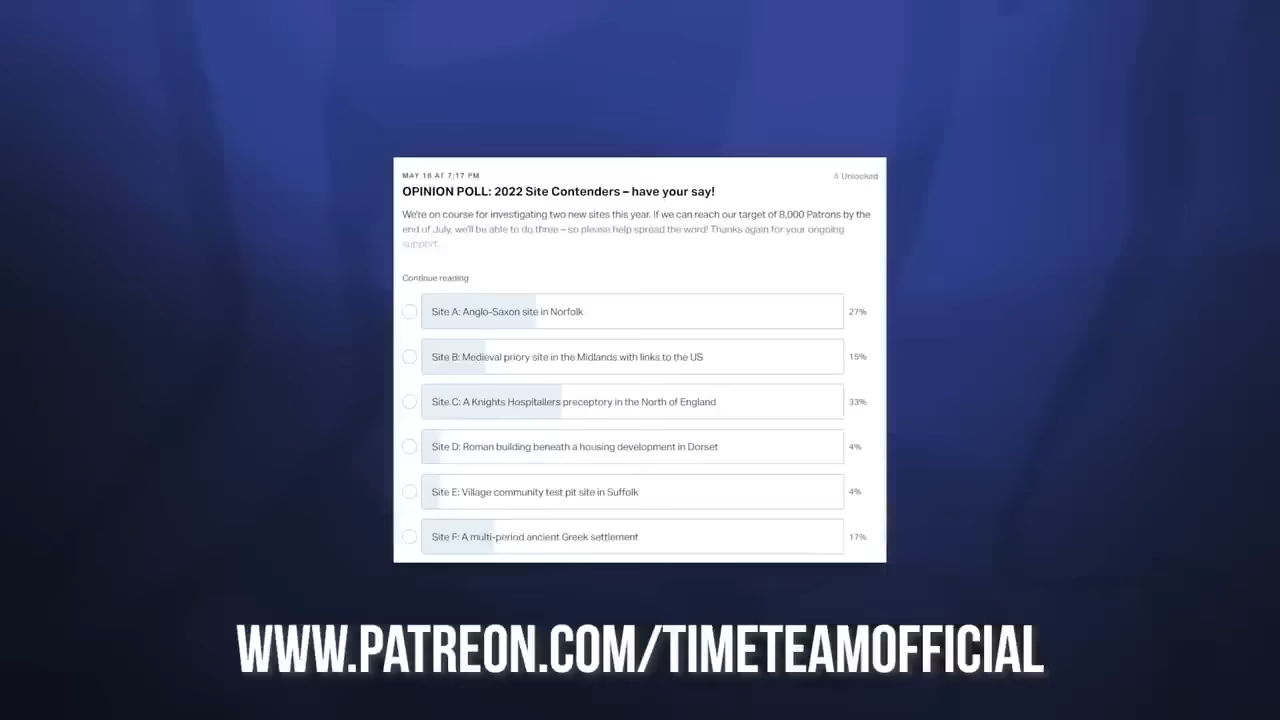 MAY 16 AT 7:17 PM
Unlocked
OPINION POLL: 2022 Site Contenders – have your say!
We're on course for investigating two new sites this year. If we can reach our target of 8,000 Patrons by the
end of July, we'll be able to do three – so please help spread the word! Thanks again for your ongoing
support.
Continue reading
Site A: Anglo-Saxon site in Norfolk 27%
Site B: Medieval priory site in the Midlands with links to the US 15%
Site C: A Knights Hospitallers preceptory in the North of England 33%
Site D: Roman building beneath a housing development in Dorset 4%
Site E: Village community test pit site in Suffolk 4%
Site F: A multi-period ancient Greek settlement 17%
WWW.PATREON.COM/TIMETEAMOFFICIAL